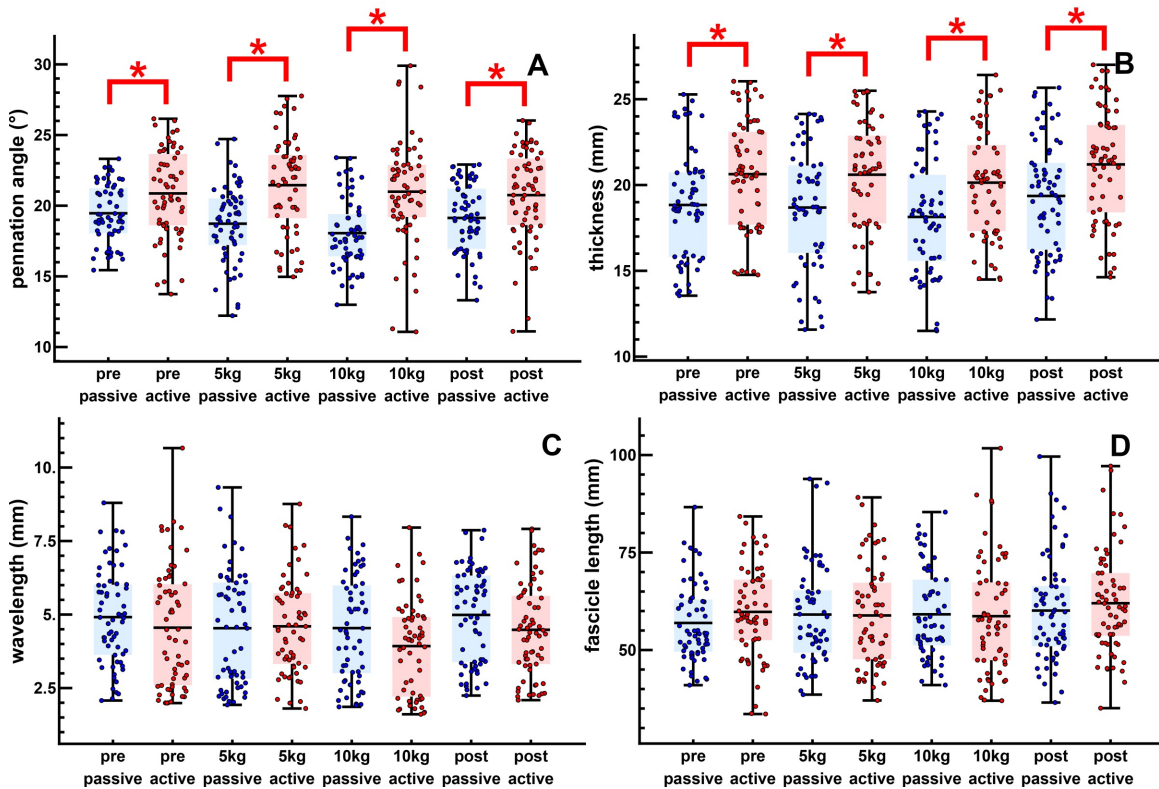 A
pennation angle (°)
30
25
20
15
10
* * * *
pre pre 5kg 5kg 10kg 10kg post post
passive active passive active passive active passive active
B
thickness (mm)
25
20
15
10
* * * *
pre pre 5kg 5kg 10kg 10kg post post
passive active passive active passive active passive active
C
wavelength (mm)
10.
7.5
5
2.5
pre pre 5kg 5kg 10kg 10kg post post
passive active passive active passive active passive active
D
fascicle length (mm)
100
75
50
pre pre 5kg 5kg 10kg 10kg post post
passive active passive active passive active passive active